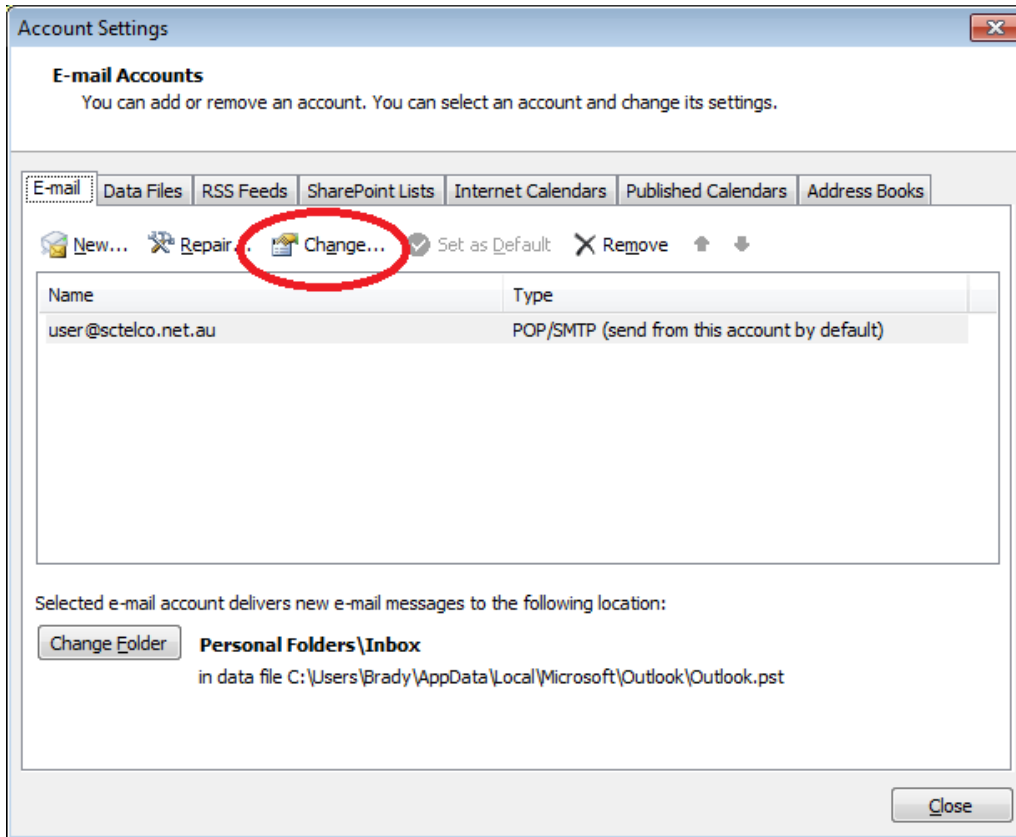 Account Settings
E-mail Accounts
You can add or remove an account. You can select an account and change its settings.
E-mail Data Files RSS Feeds SharePoint Lists Internet Calendars Published Calendars Address Books
New... Repair... Change... Set as Default Remove
Name Type
user@sctelco.net.au POP/SMTP (send from this account by default)
Selected e-mail account delivers new e-mail messages to the following location:
Change Folder Personal Folders\Inbox
in data file C:\Users\Brady\AppData\Local\Microsoft\Outlook\Outlook.pst
Close